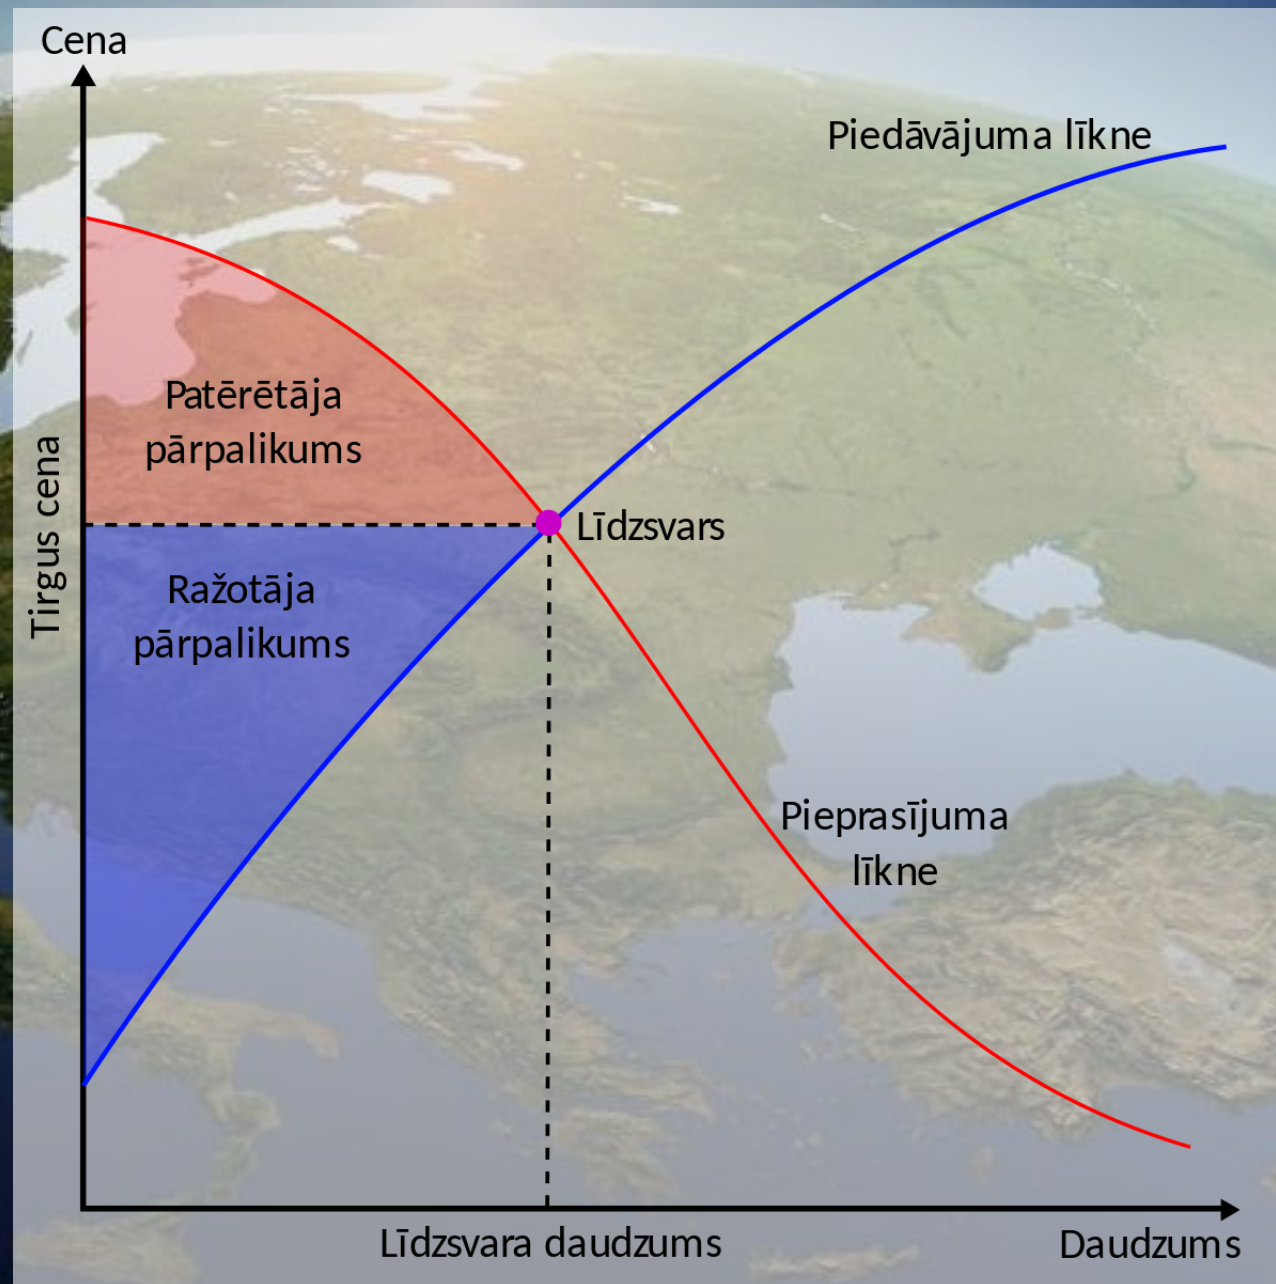 Cena
Piedāvājuma līkne
Patērētāja
pārpalikums
Tirgus cena
Līdzsvars
Ražotāja
pārpalikums
Pieprasījuma
līkne
Līdzsvara daudzums
Daudzums